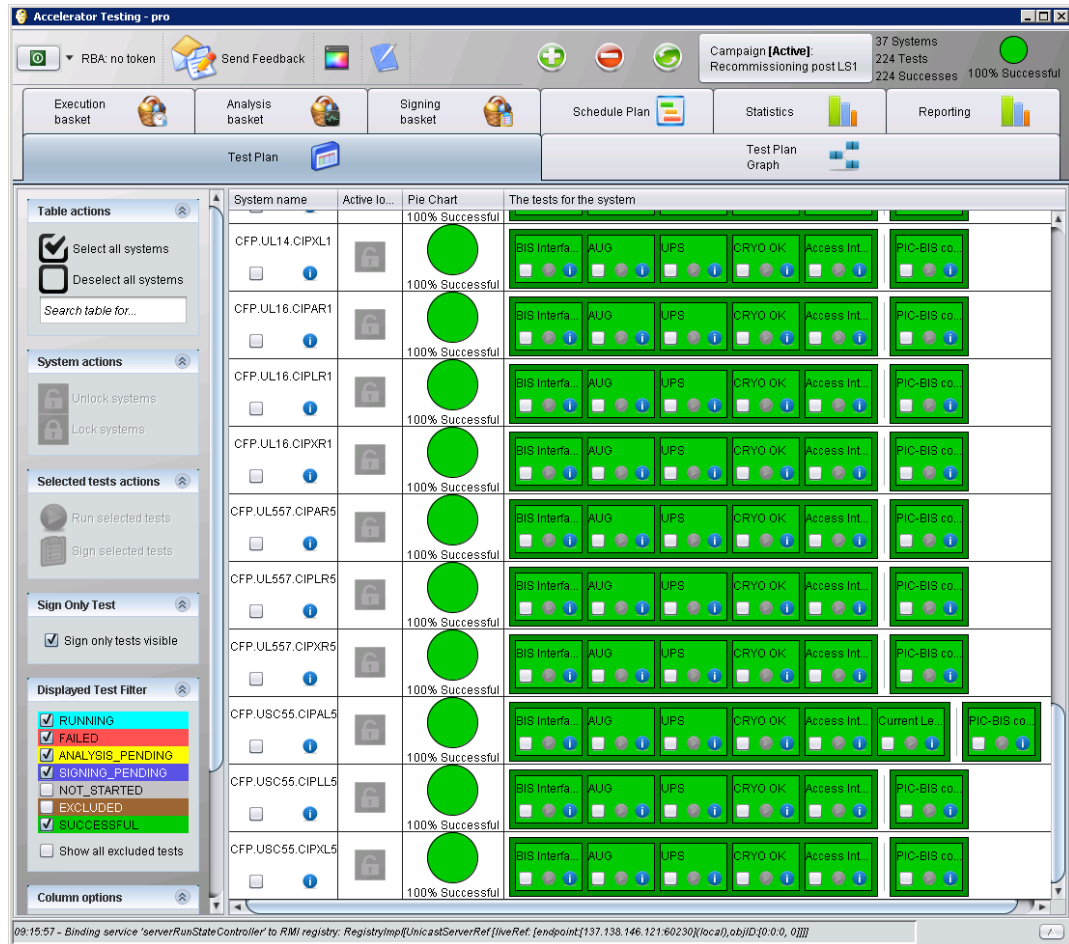 Accelerator Testing - pro
RBA: no token
Send Feedback
Campaign [Active]:
Recommissioning post LS1
37 Systems
224 Tests
224 Successes
100% Successful
Execution
basket
Analysis
basket
Signing
basket
Schedule Plan
Statistics
Reporting
Test Plan
Test Plan
Graph
Table actions
Select all systems
Deselect all systems
Search table for...
System actions
Unlock systems
Lock systems
Selected tests actions
Run selected tests
Sign selected tests
Sign Only Test
Sign only tests visible
Displayed Test Filter
RUNNING
FAILED
ANALYSIS_PENDING
SIGNING_PENDING
NOT_STARTED
EXCLUDED
SUCCESSFUL
Show all excluded tests
Column options
System name Active lo... Pie Chart The tests for the system
100% Successful
CFP.UL14.CIPXL1
BIS Interfa... AUG UPS CRYO OK Access Int... PIC-BIS co...
100% Successful
CFP.UL16.CIPAR1
BIS Interfa... AUG UPS CRYO OK Access Int... PIC-BIS co...
100% Successful
CFP.UL16.CIPLR1
BIS Interfa... AUG UPS CRYO OK Access Int... PIC-BIS co...
100% Successful
CFP.UL16.CIPXR1
BIS Interfa... AUG UPS CRYO OK Access Int... PIC-BIS co...
100% Successful
CFP.UL557.CIPAR5
BIS Interfa... AUG UPS CRYO OK Access Int... PIC-BIS co...
100% Successful
CFP.UL557.CIPLR5
BIS Interfa... AUG UPS CRYO OK Access Int... PIC-BIS co...
100% Successful
CFP.UL557.CIPXR5
BIS Interfa... AUG UPS CRYO OK Access Int... PIC-BIS co...
100% Successful
CFP.USC55.CIPAL5
BIS Interfa... AUG UPS CRYO OK Access Int... Current Le... PIC-BIS co...
100% Successful
CFP.USC55.CIPLL5
BIS Interfa... AUG UPS CRYO OK Access Int... PIC-BIS co...
100% Successful
CFP.USC55.CIPXL5
BIS Interfa... AUG UPS CRYO OK Access Int... PIC-BIS co...
100% Successful
09:15:57 - Binding service 'serverRunStateController' to RMI registry: RegistryImpl[UnicastServerRef [liveRef: [endpoint:[137.138.146.121:60230](local),objID:[0:0:0, 0]]]]